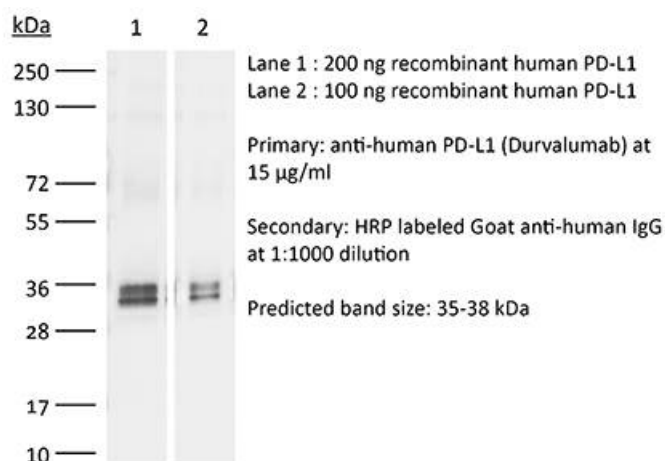 kDa 1 2
250
130
72
55
36
28
17
10
Lane 1 : 200 ng recombinant human PD-L1
Lane 2 : 100 ng recombinant human PD-L1
Primary: anti-human PD-L1 (Durvalumab) at
15 µg/ml
Secondary: HRP labeled Goat anti-human IgG
at 1:1000 dilution
Predicted band size: 35-38 kDa